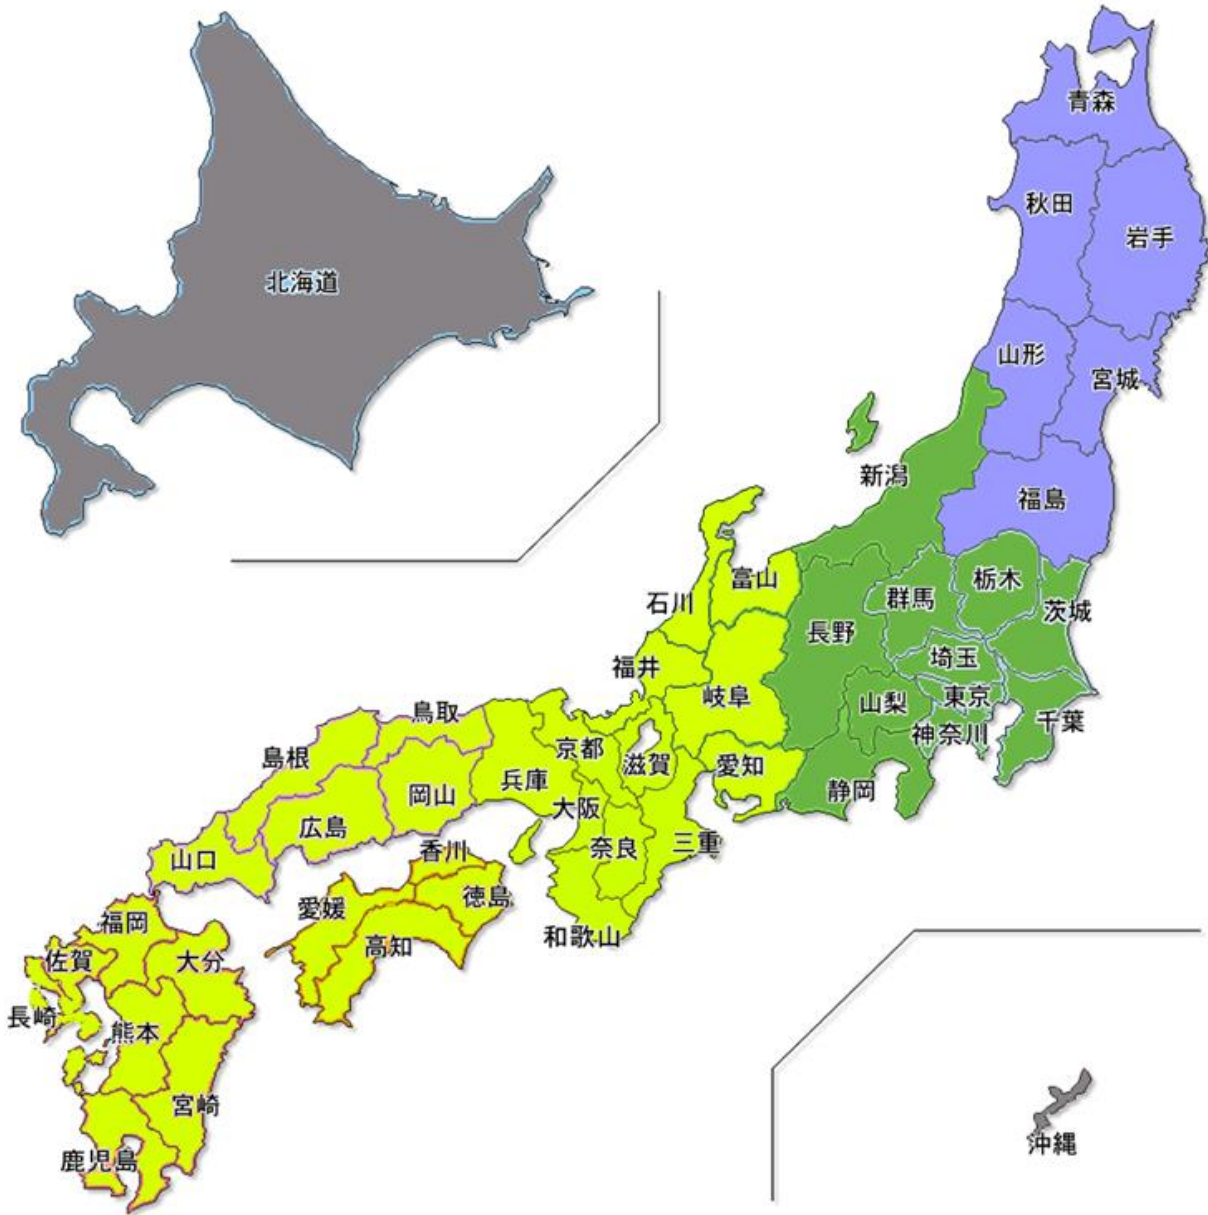 青森
秋田
岩手
北海道
山形
宮城
新潟
福島
富山
石川
長野
群馬
栃木
茨城
福井
岐阜
埼玉
山梨
東京
神奈川
千葉
鳥取
島根
京都
滋賀
愛知
静岡
兵庫
岡山
大阪
広島
奈良
三重
山口
香川
徳島
愛媛
高知
和歌山
福岡
佐賀
大分
長崎
熊本
宮崎
鹿児島
沖縄